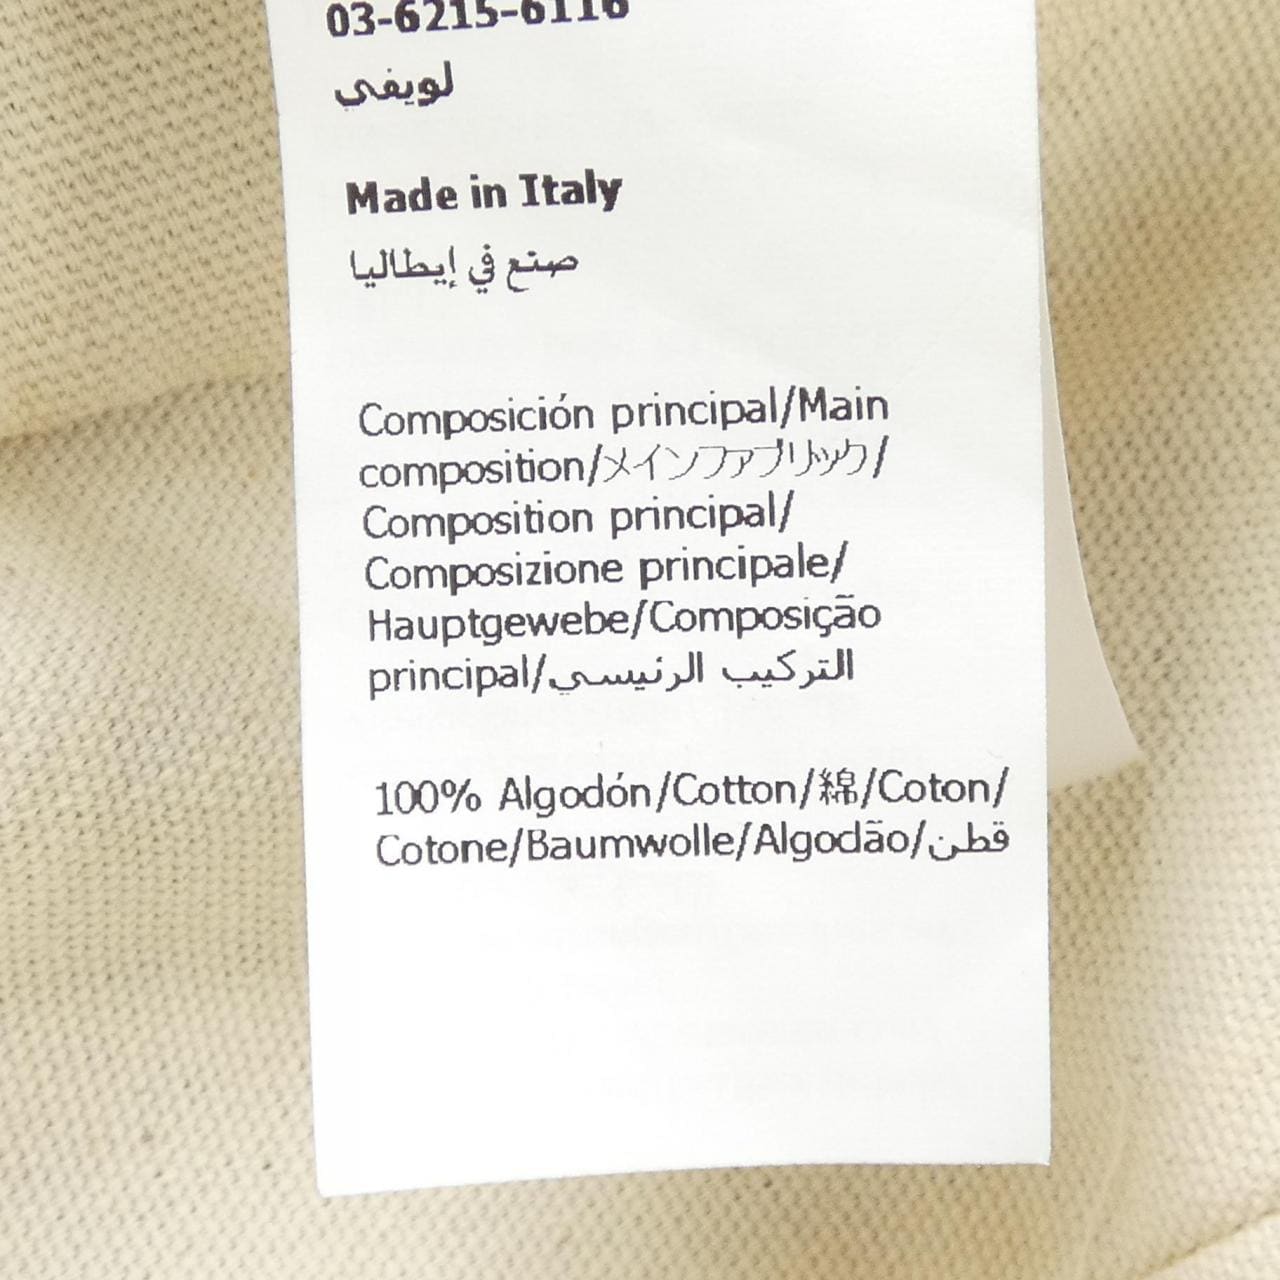 03-6215-6116
لويفي
Made in Italy
صنع في إيطاليا
Composición principal/Main
composition/メインファブリック/
Composition principal/
Composizione principale/
Hauptgewebe/Composição
principal/التركيب الرئيسي
100% Algodón/Cotton/綿/Coton/
Cotone/Baumwolle/Algodão/قطن